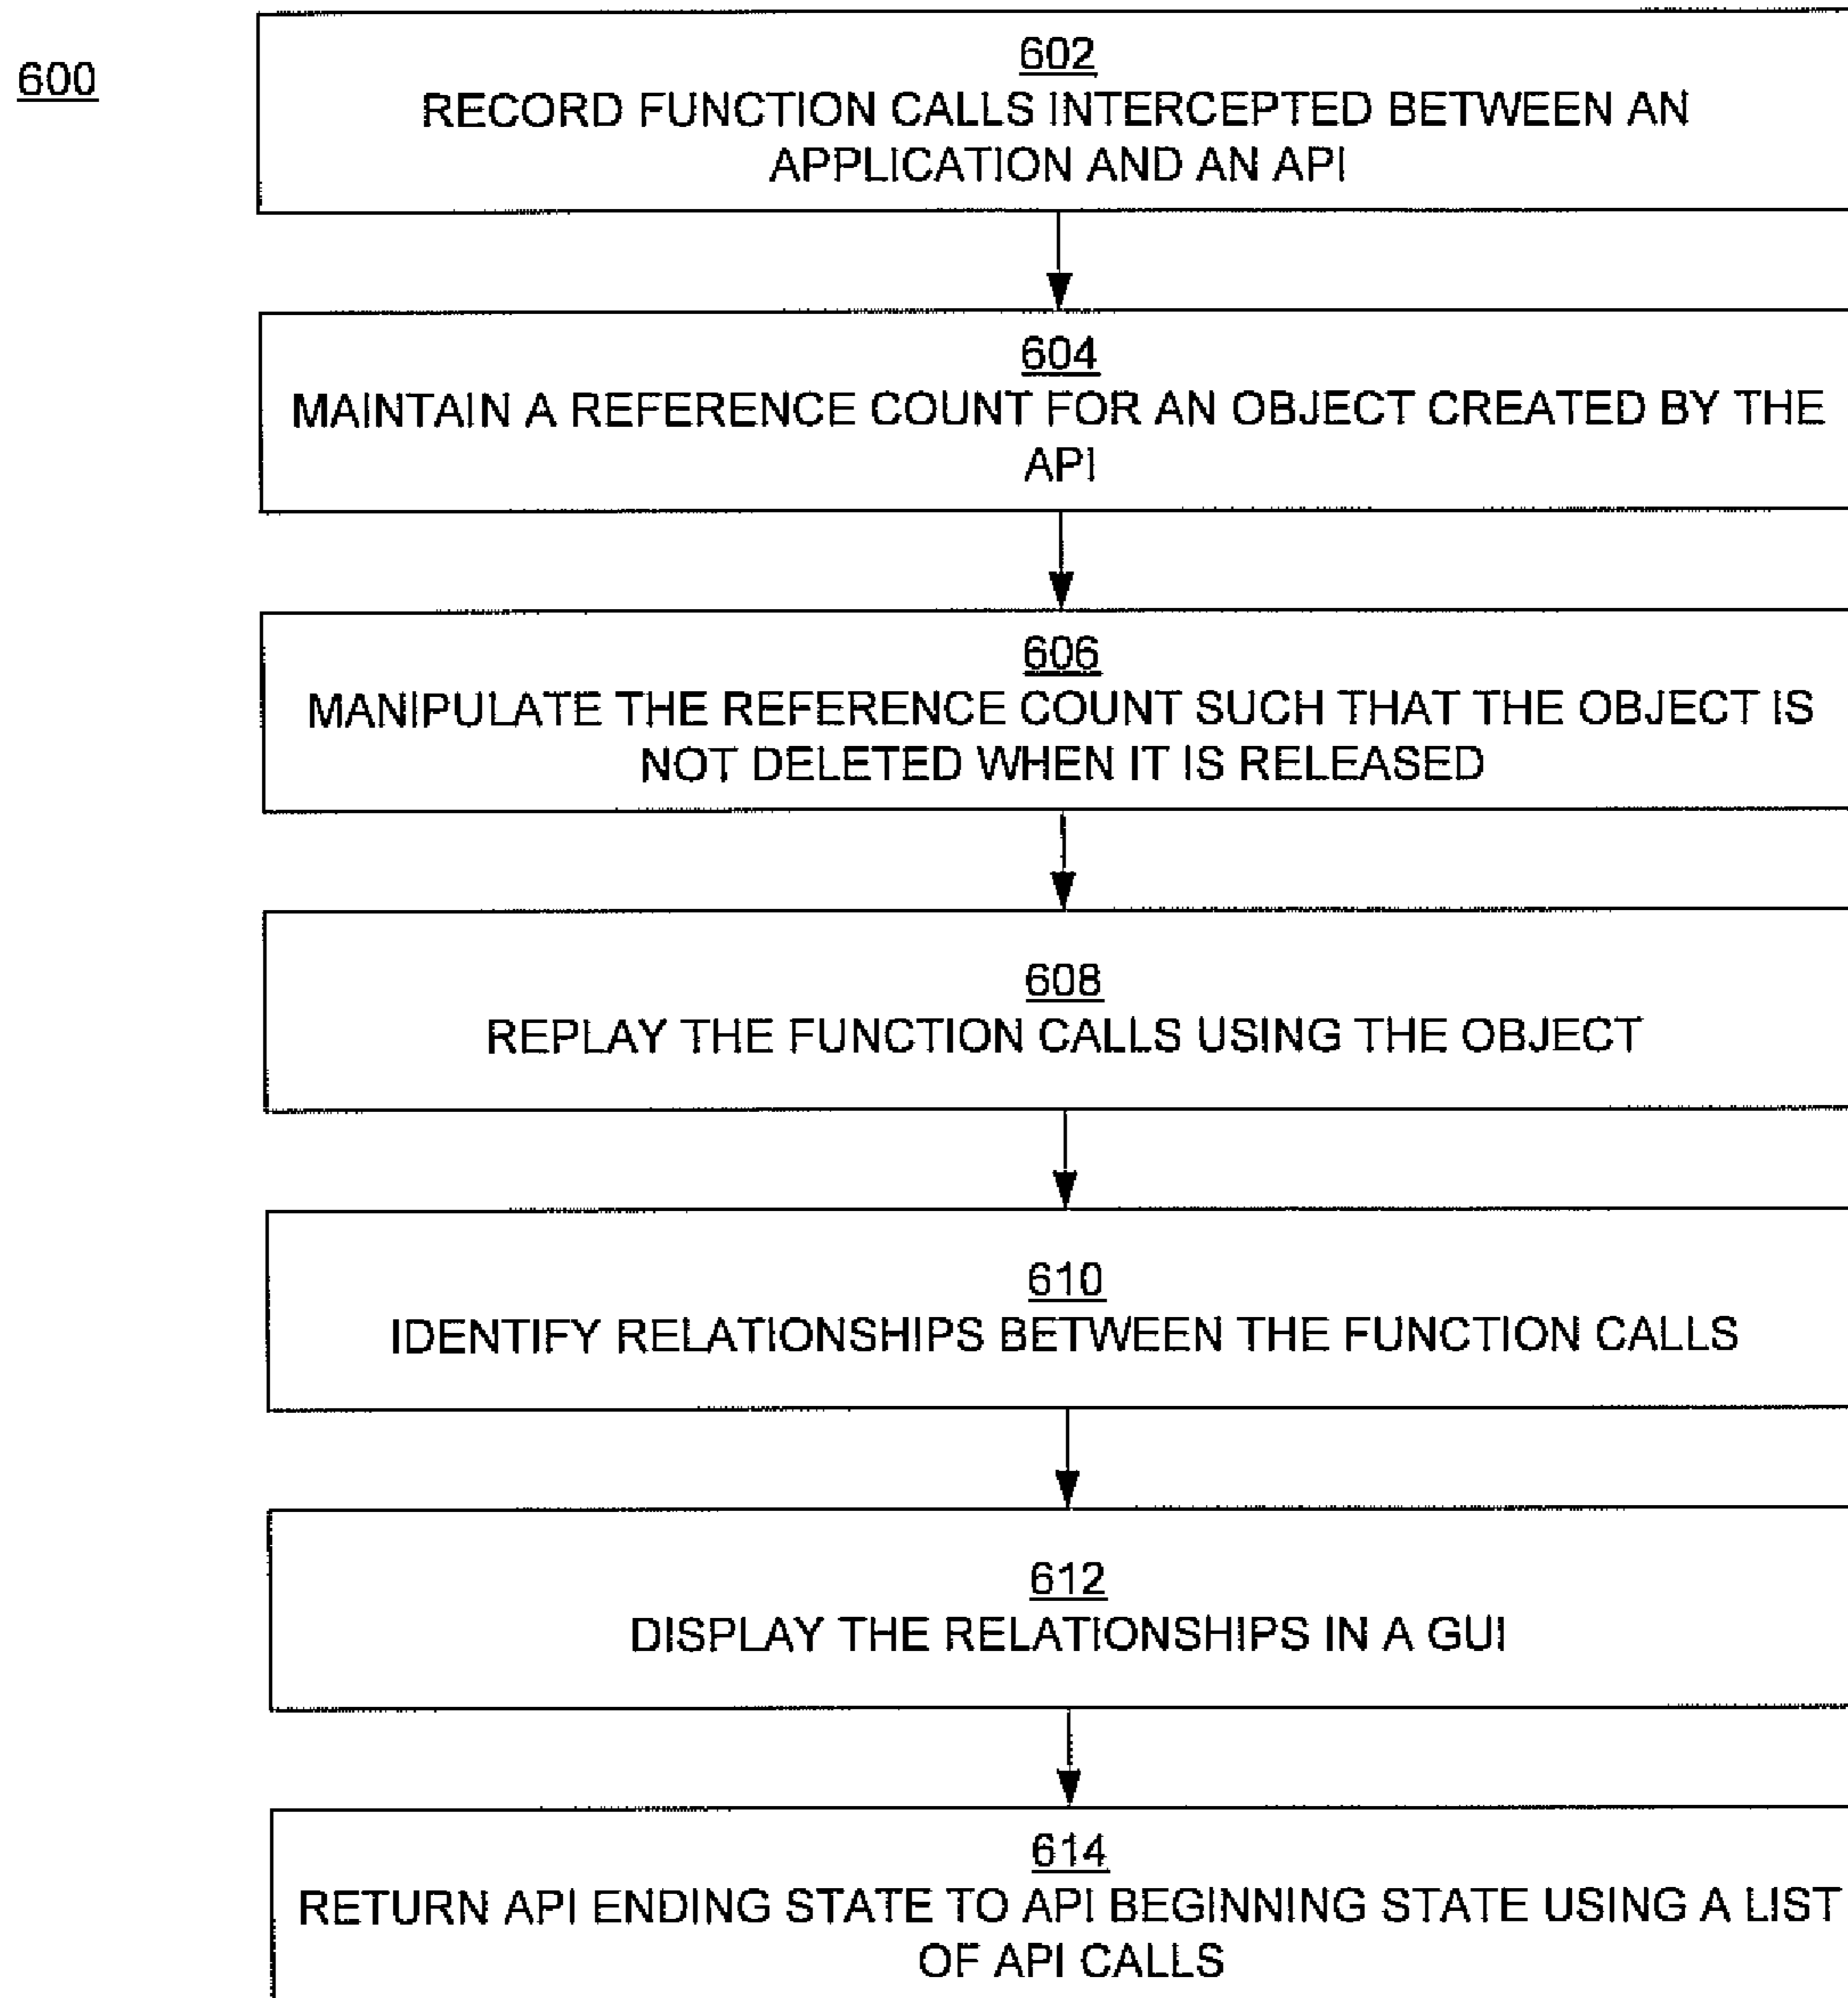 600
602
RECORD FUNCTION CALLS INTERCEPTED BETWEEN AN
APPLICATION AND AN API
604
MAINTAIN A REFERENCE COUNT FOR AN OBJECT CREATED BY THE
API
606
MANIPULATE THE REFERENCE COUNT SUCH THAT THE OBJECT IS
NOT DELETED WHEN IT IS RELEASED
608
REPLAY THE FUNCTION CALLS USING THE OBJECT
610
IDENTIFY RELATIONSHIPS BETWEEN THE FUNCTION CALLS
612
DISPLAY THE RELATIONSHIPS IN A GUI
614
RETURN API ENDING STATE TO API BEGINNING STATE USING A LIST
OF API CALLS